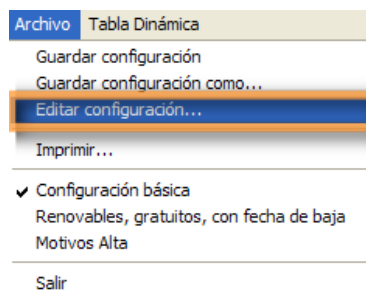 Archivo Tabla Dinámica
Guardar configuración
Guardar configuración como...
Editar configuración...
Imprimir...
Configuración básica
Renovables, gratuitos, con fecha de baja
Motivos Alta
Salir